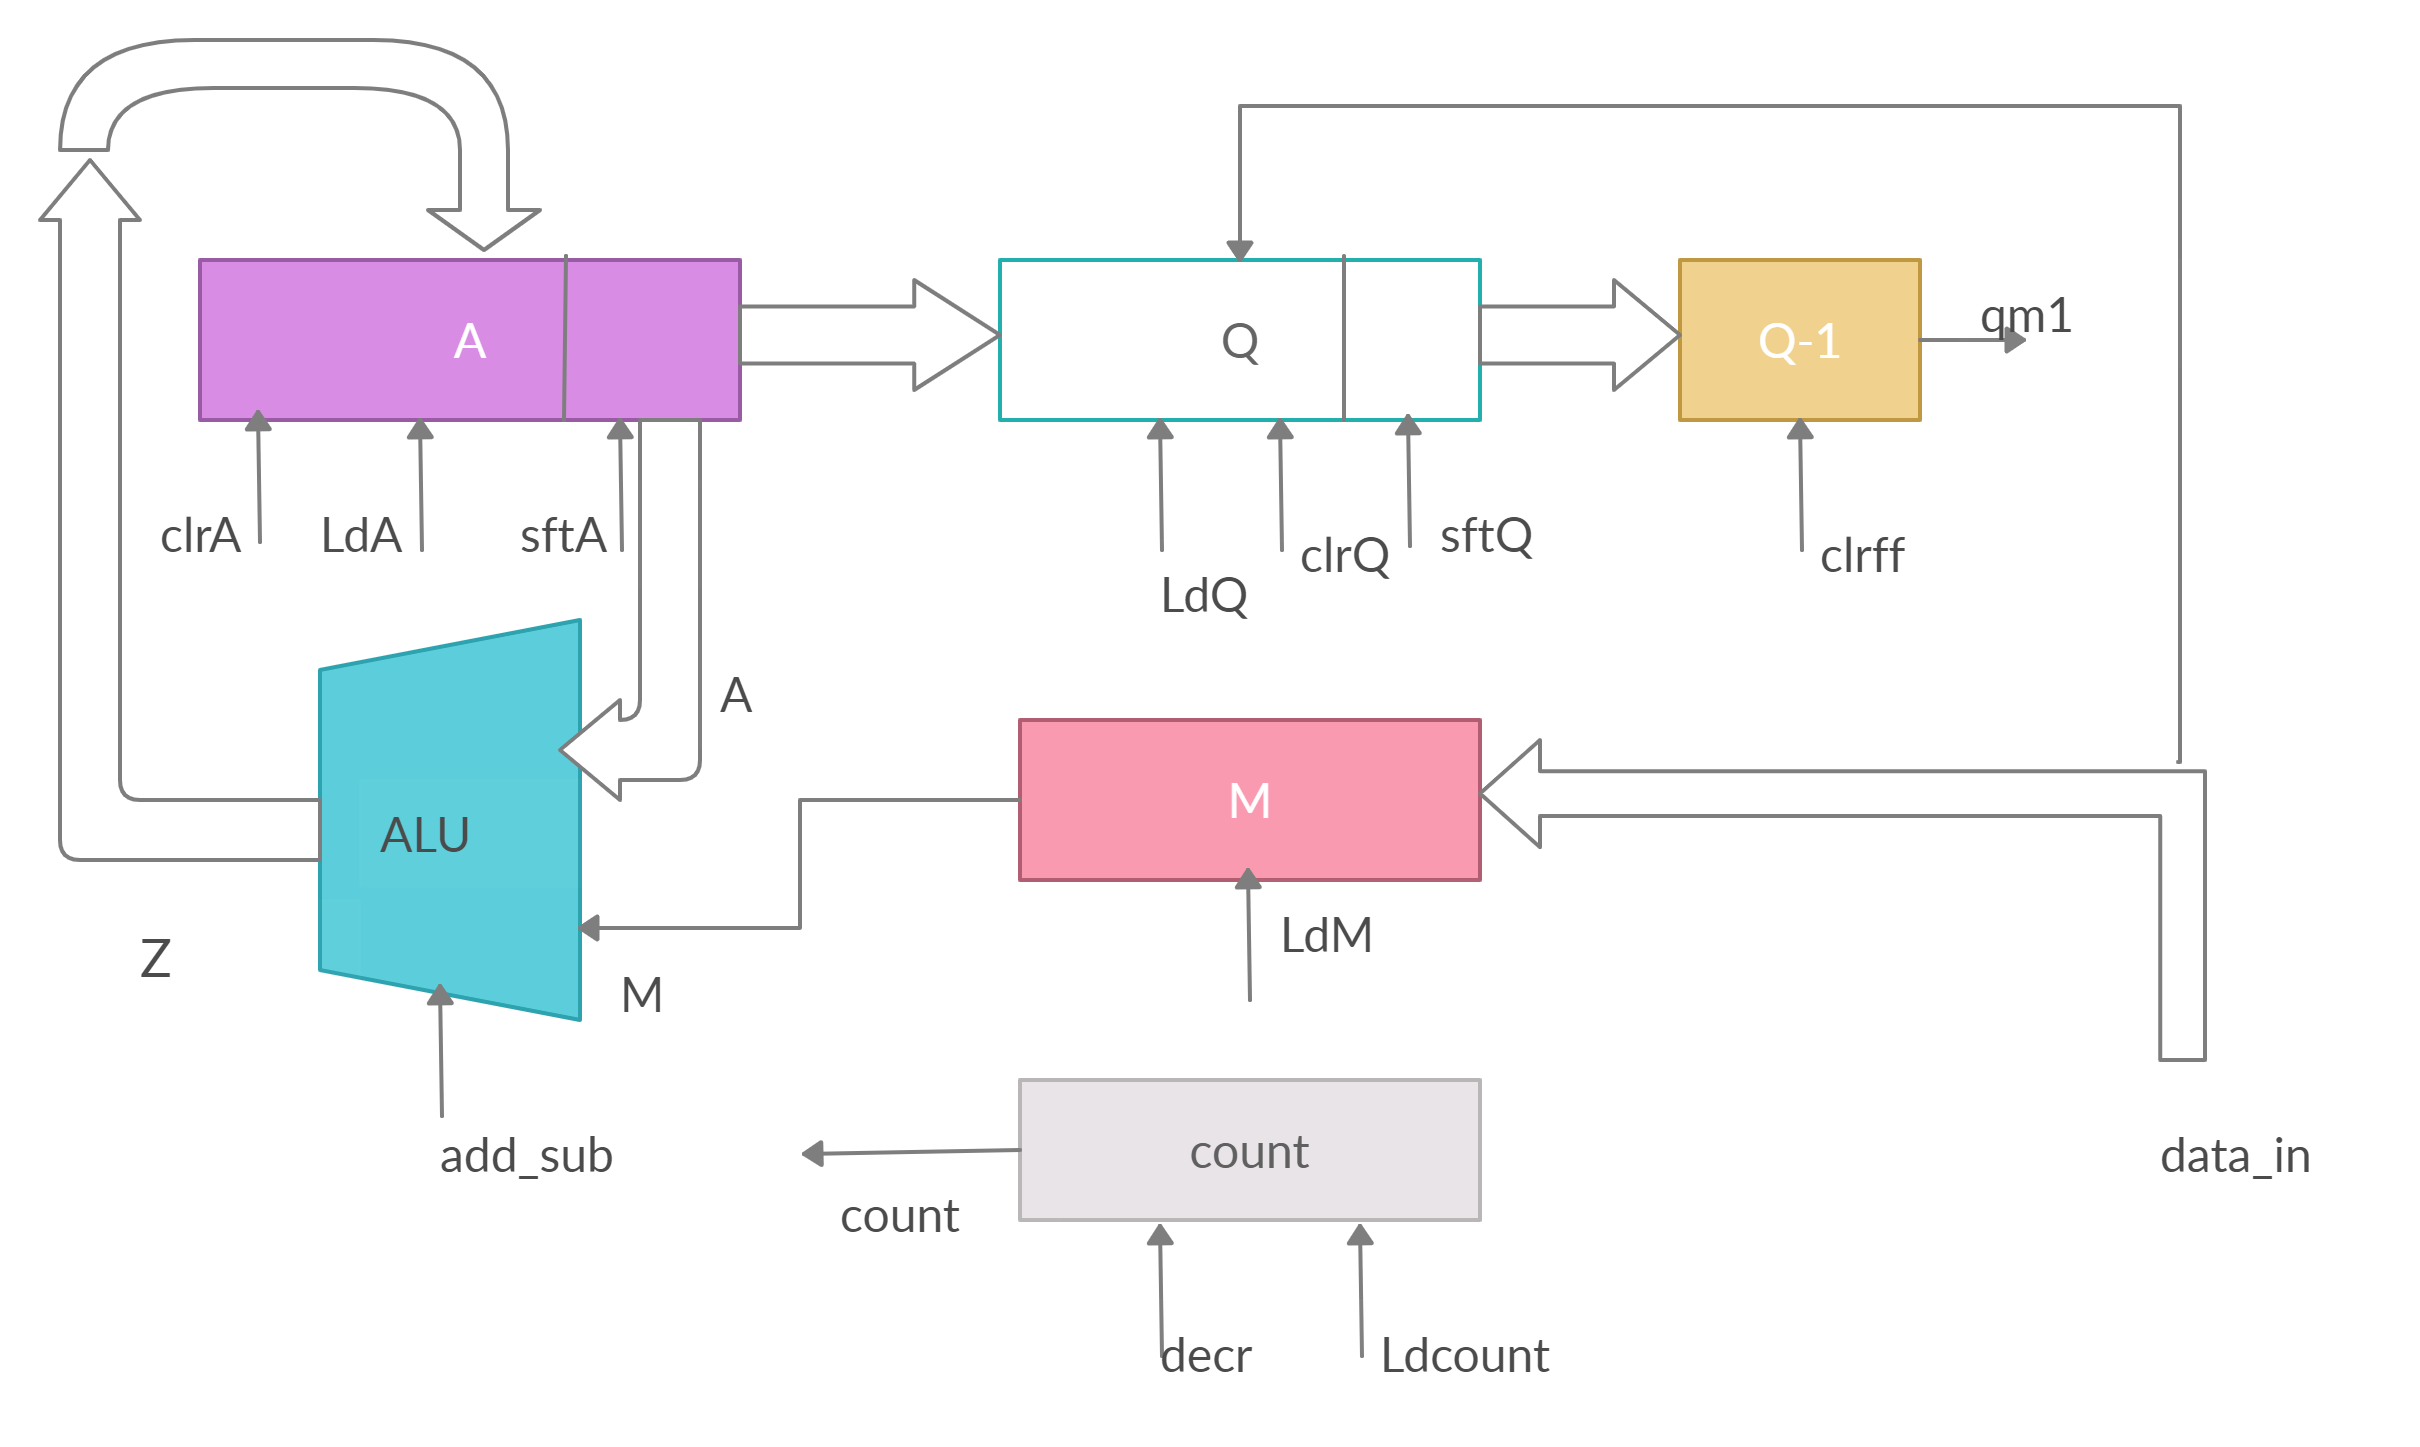 qm1
A
Q
Q-1
clrA
LdA
sftA
LdQ
clrQ
sftQ
clrff
A
ALU
M
Z
M
LdM
add_sub
count
count
data_in
decr
Ldcount